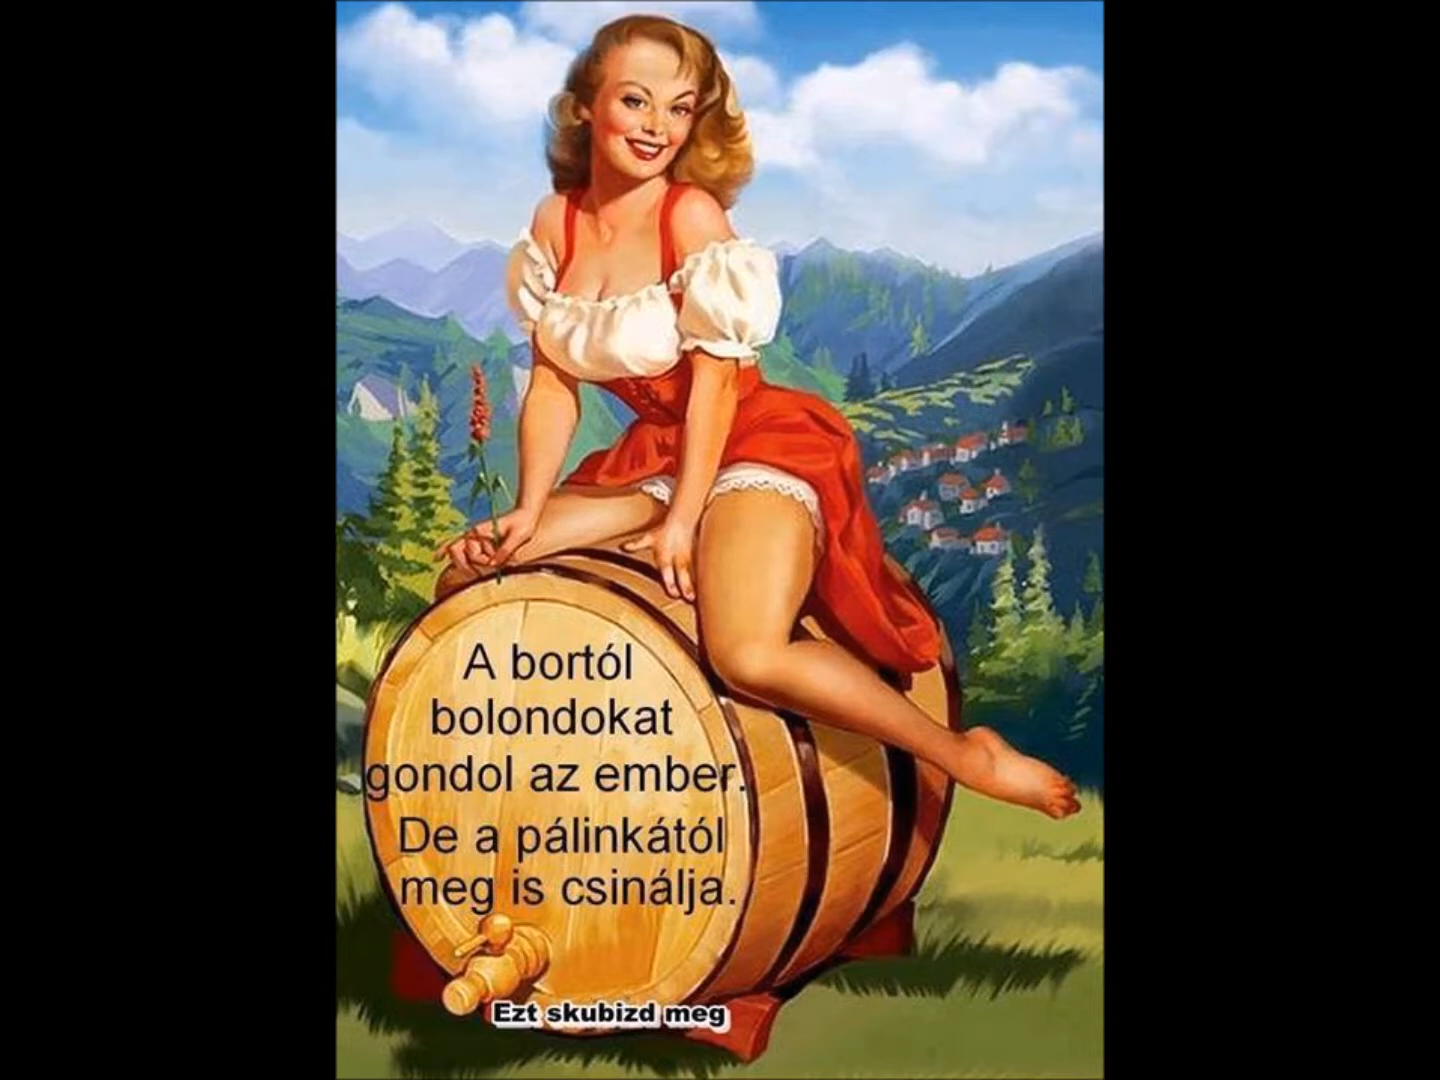 A bortól
bolondokat
gondol az ember.
De a pálinkától
meg is csinálja.
Ezt skubizd meg